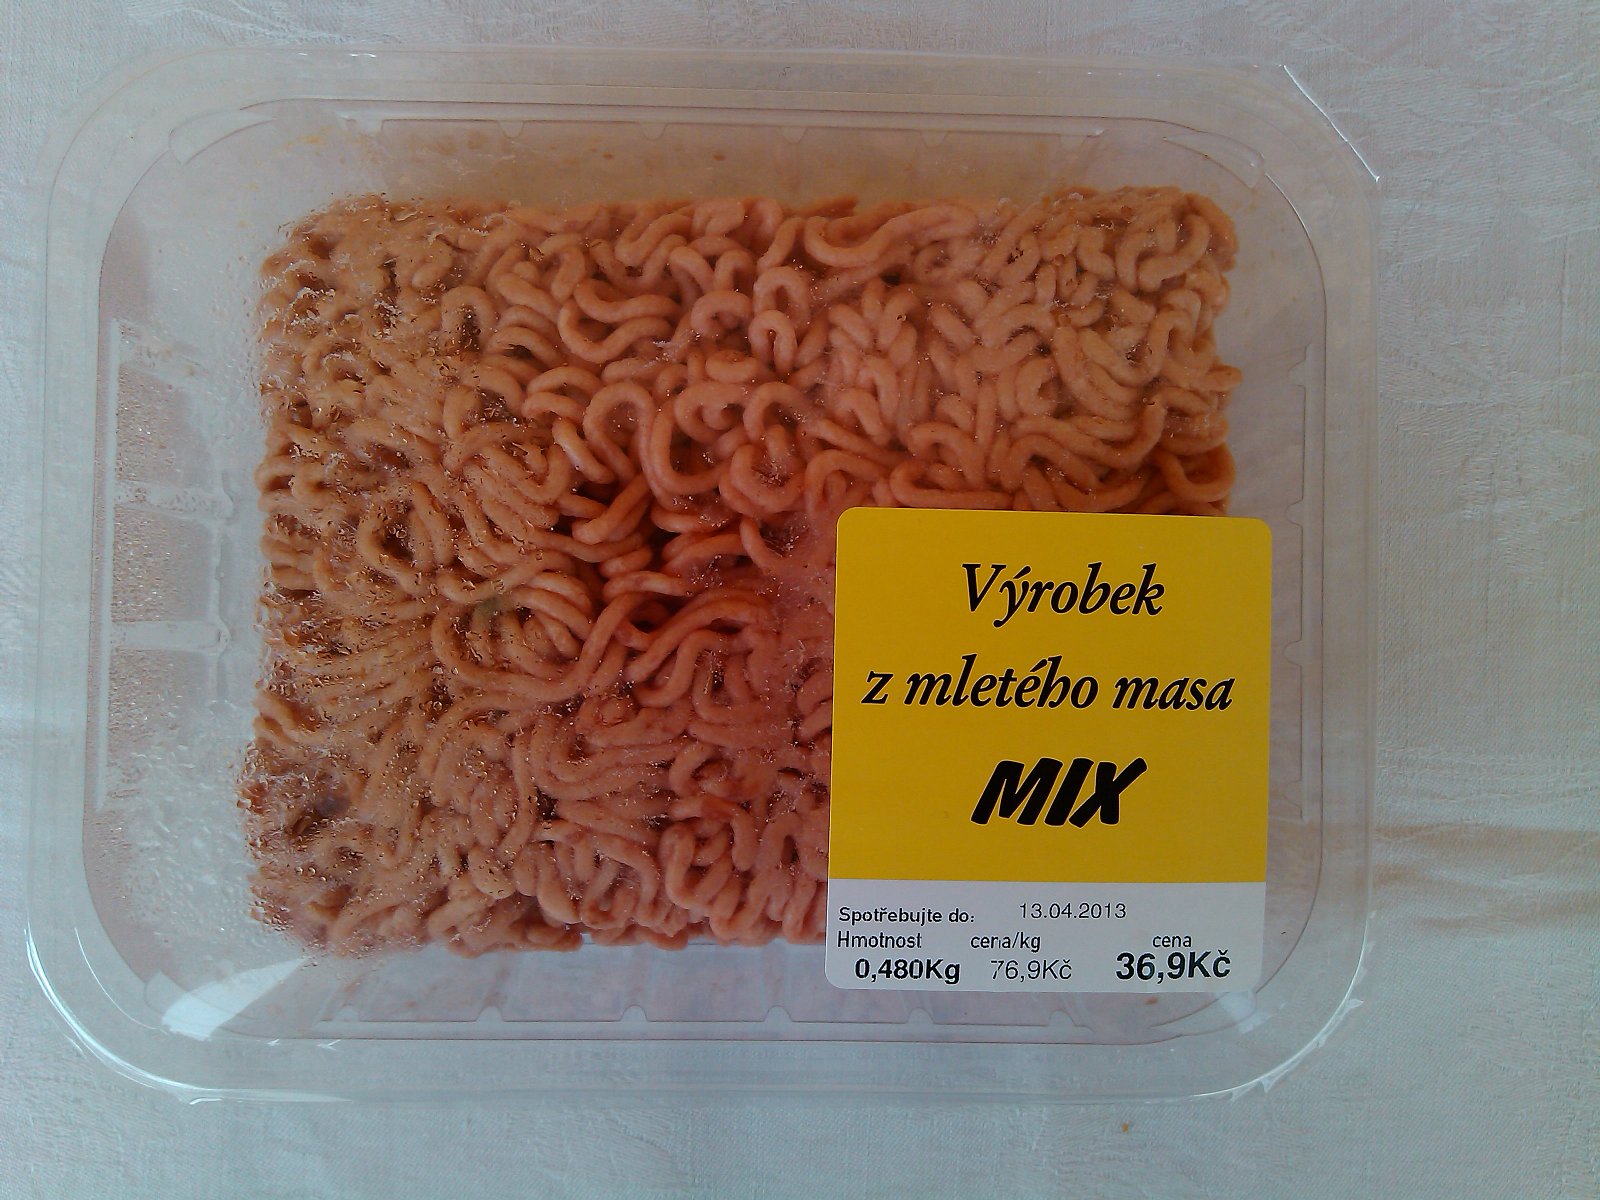 Výrobek
z mletého masa
MIX
Spotřebujte do: 13.04.2013
Hmotnost cena/kg cena
0,480Kg 76,9Kč 36,9Kč